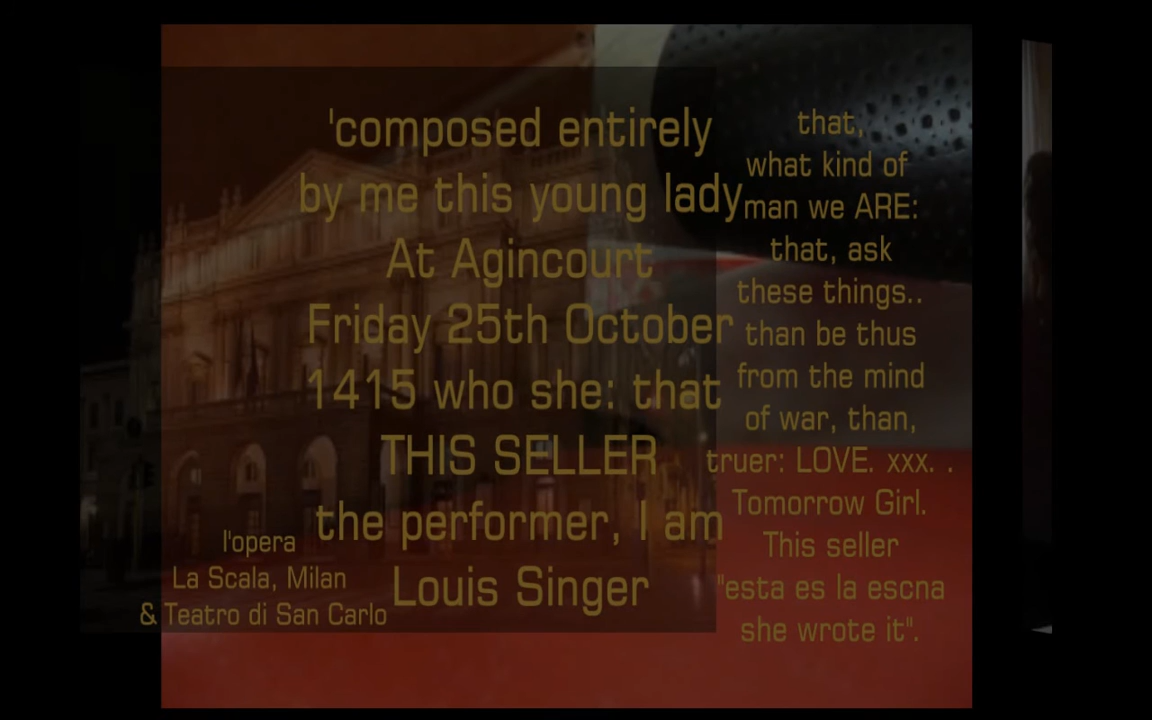 'composed entirely
by me this young lady
At Agincourt
Friday 25th October
1415 who she: that
THIS SELLER
the performer, I am
Louis Singer
l'opera
La Scala, Milan
& Teatro di San Carlo
that,
what kind of
man we ARE:
that, ask
these things..
than be thus
from the mind
of war, than,
truer: LOVE. xxx. .
Tomorrow Girl.
This seller
"esta es la escna
she wrote it".